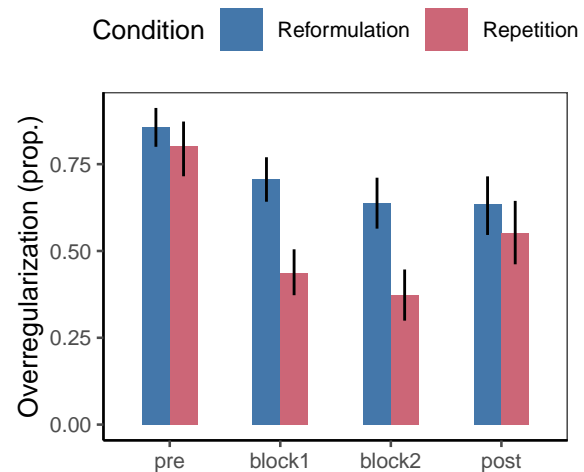 Condition Reformulation Repetition
Overregularization (prop.)
0.75
0.50
0.25
0.00
pre block1 block2 post